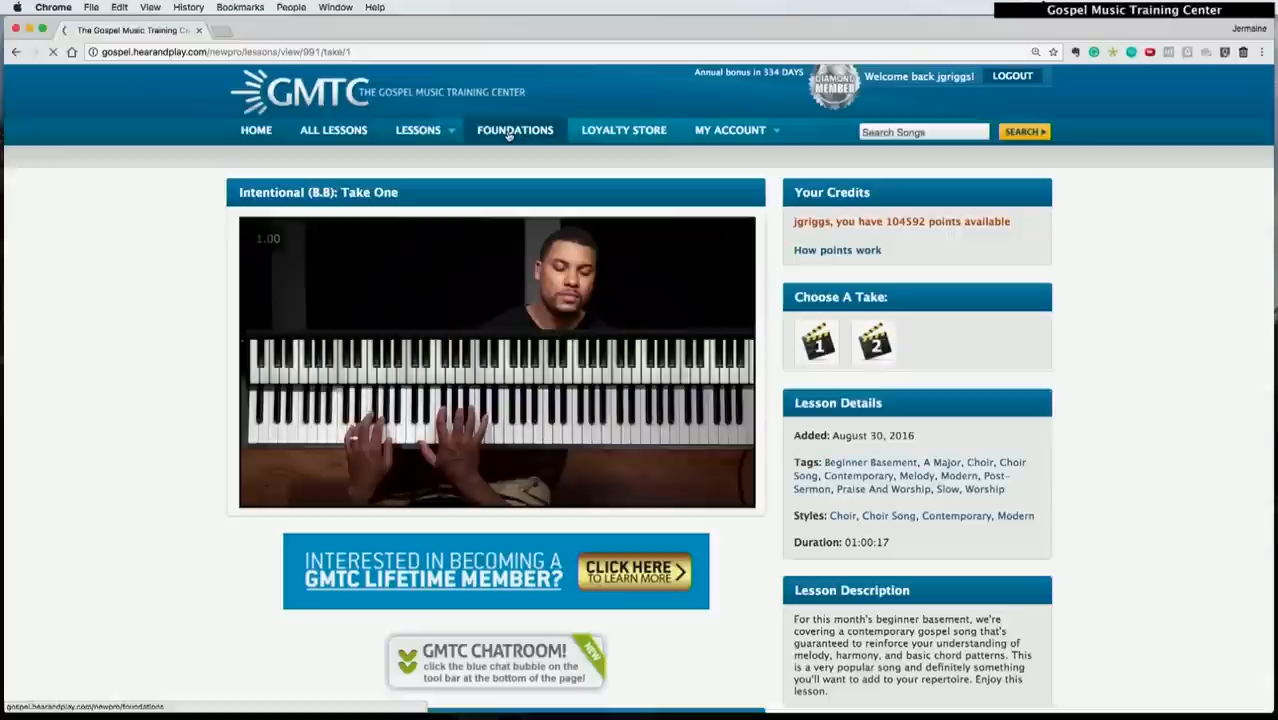 Chrome File Edit View History Bookmarks People Window Help
Gospel Music Training Center
The Gospel Music Training C
Jermaine
gospel.hearandplay.com/newpro/lessons/view/991/take/1
Annual bonus in 334 DAYS
DIAMOND MEMBER
Welcome back jgriggs!
LOGOUT
GMTC THE GOSPEL MUSIC TRAINING CENTER
HOME ALL LESSONS LESSONS FOUNDATIONS LOYALTY STORE MY ACCOUNT
Search Songs
SEARCH
Intentional (B.B): Take One
1.00
INTERESTED IN BECOMING A
GMTC LIFETIME MEMBER?
CLICK HERE
TO LEARN MORE
GMTC CHATROOM!
click the blue chat bubble on the
tool bar at the bottom of the page!
NEW
Your Credits
jgriggs, you have 104592 points available
How points work
Choose A Take:
1 2
Lesson Details
Added: August 30, 2016
Tags: Beginner Basement, A Major, Choir, Choir
Song, Contemporary, Melody, Modern, Post-
Sermon, Praise And Worship, Slow, Worship
Styles: Choir, Choir Song, Contemporary, Modern
Duration: 01:00:17
Lesson Description
For this month's beginner basement, we're
covering a contemporary gospel song that's
guaranteed to reinforce your understanding of
melody, harmony, and basic chord patterns. This
is a very popular song and definitely something
you'll want to add to your repertoire. Enjoy this
lesson.
gospel.hearandplay.com/newpro/foundations